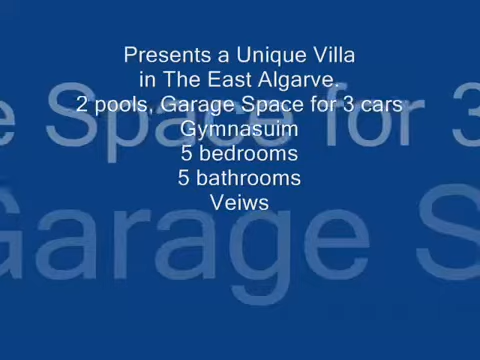 Presents a Unique Villa
in The East Algarve.
2 pools, Garage Space for 3 cars
Gymnasuim
5 bedrooms
5 bathrooms
Veiws
e Space for 3
Garage S